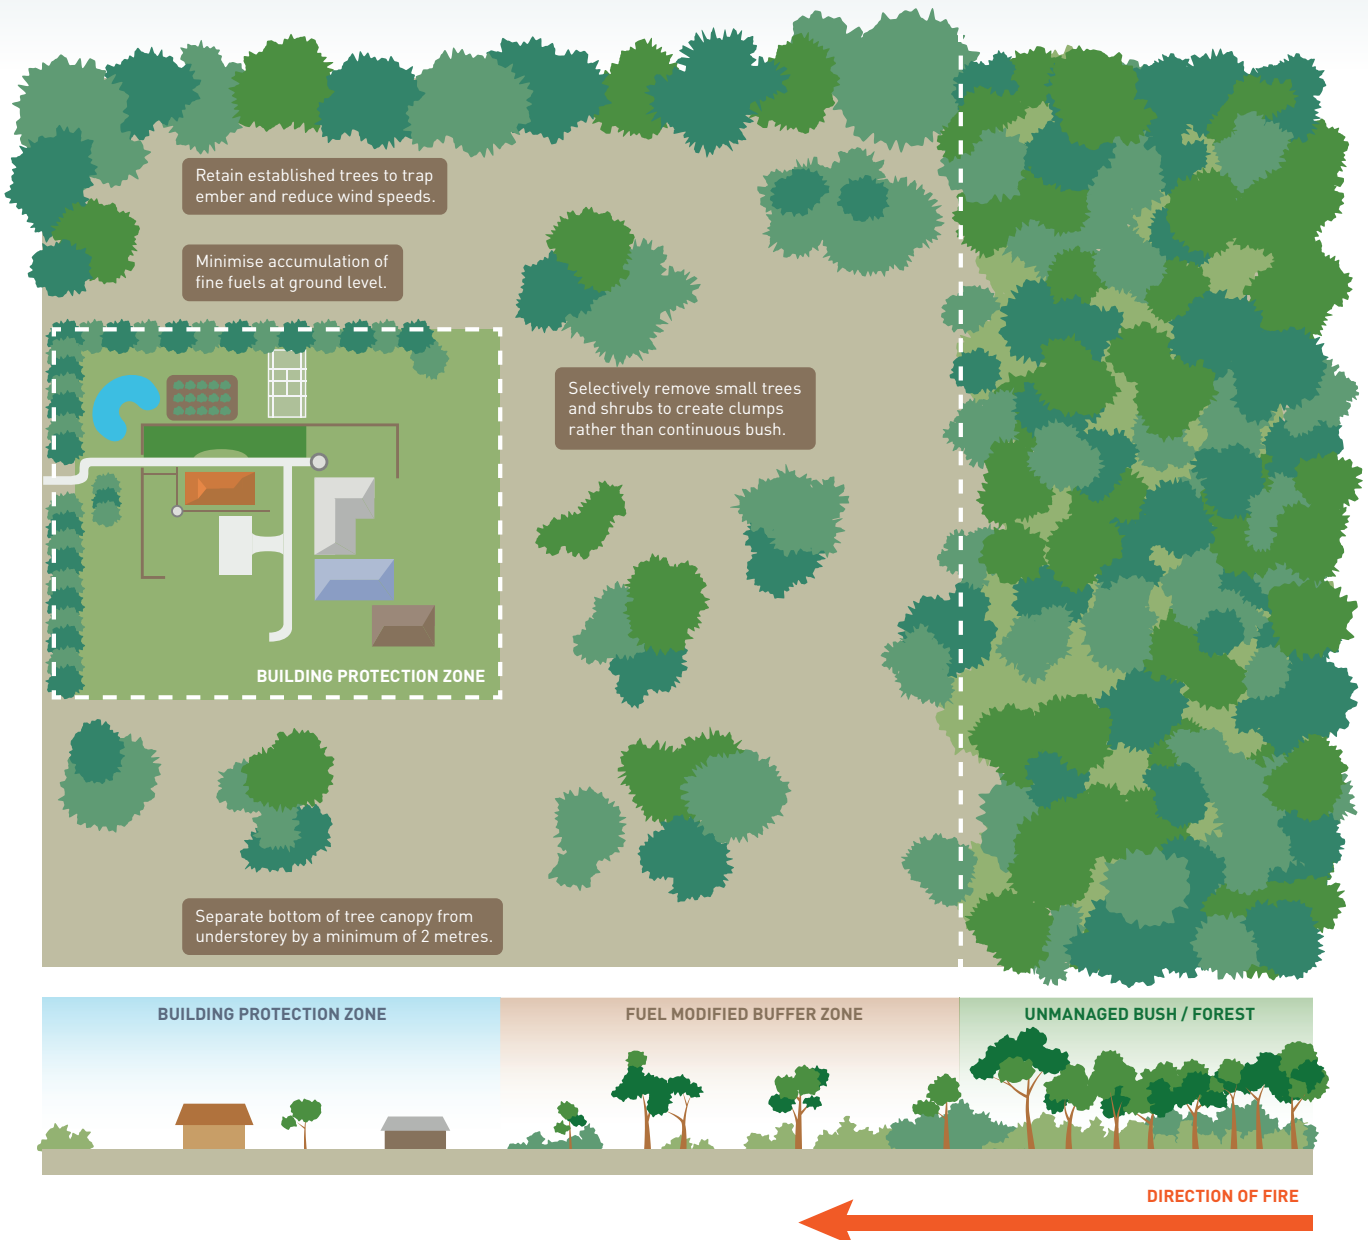 Retain established trees to trap
ember and reduce wind speeds.
Minimise accumulation of
fine fuels at ground level.
Selectively remove small trees
and shrubs to create clumps
rather than continuous bush.
BUILDING PROTECTION ZONE
Separate bottom of tree canopy from
understorey by a minimum of 2 metres.
BUILDING PROTECTION ZONE
FUEL MODIFIED BUFFER ZONE
UNMANAGED BUSH / FOREST
DIRECTION OF FIRE